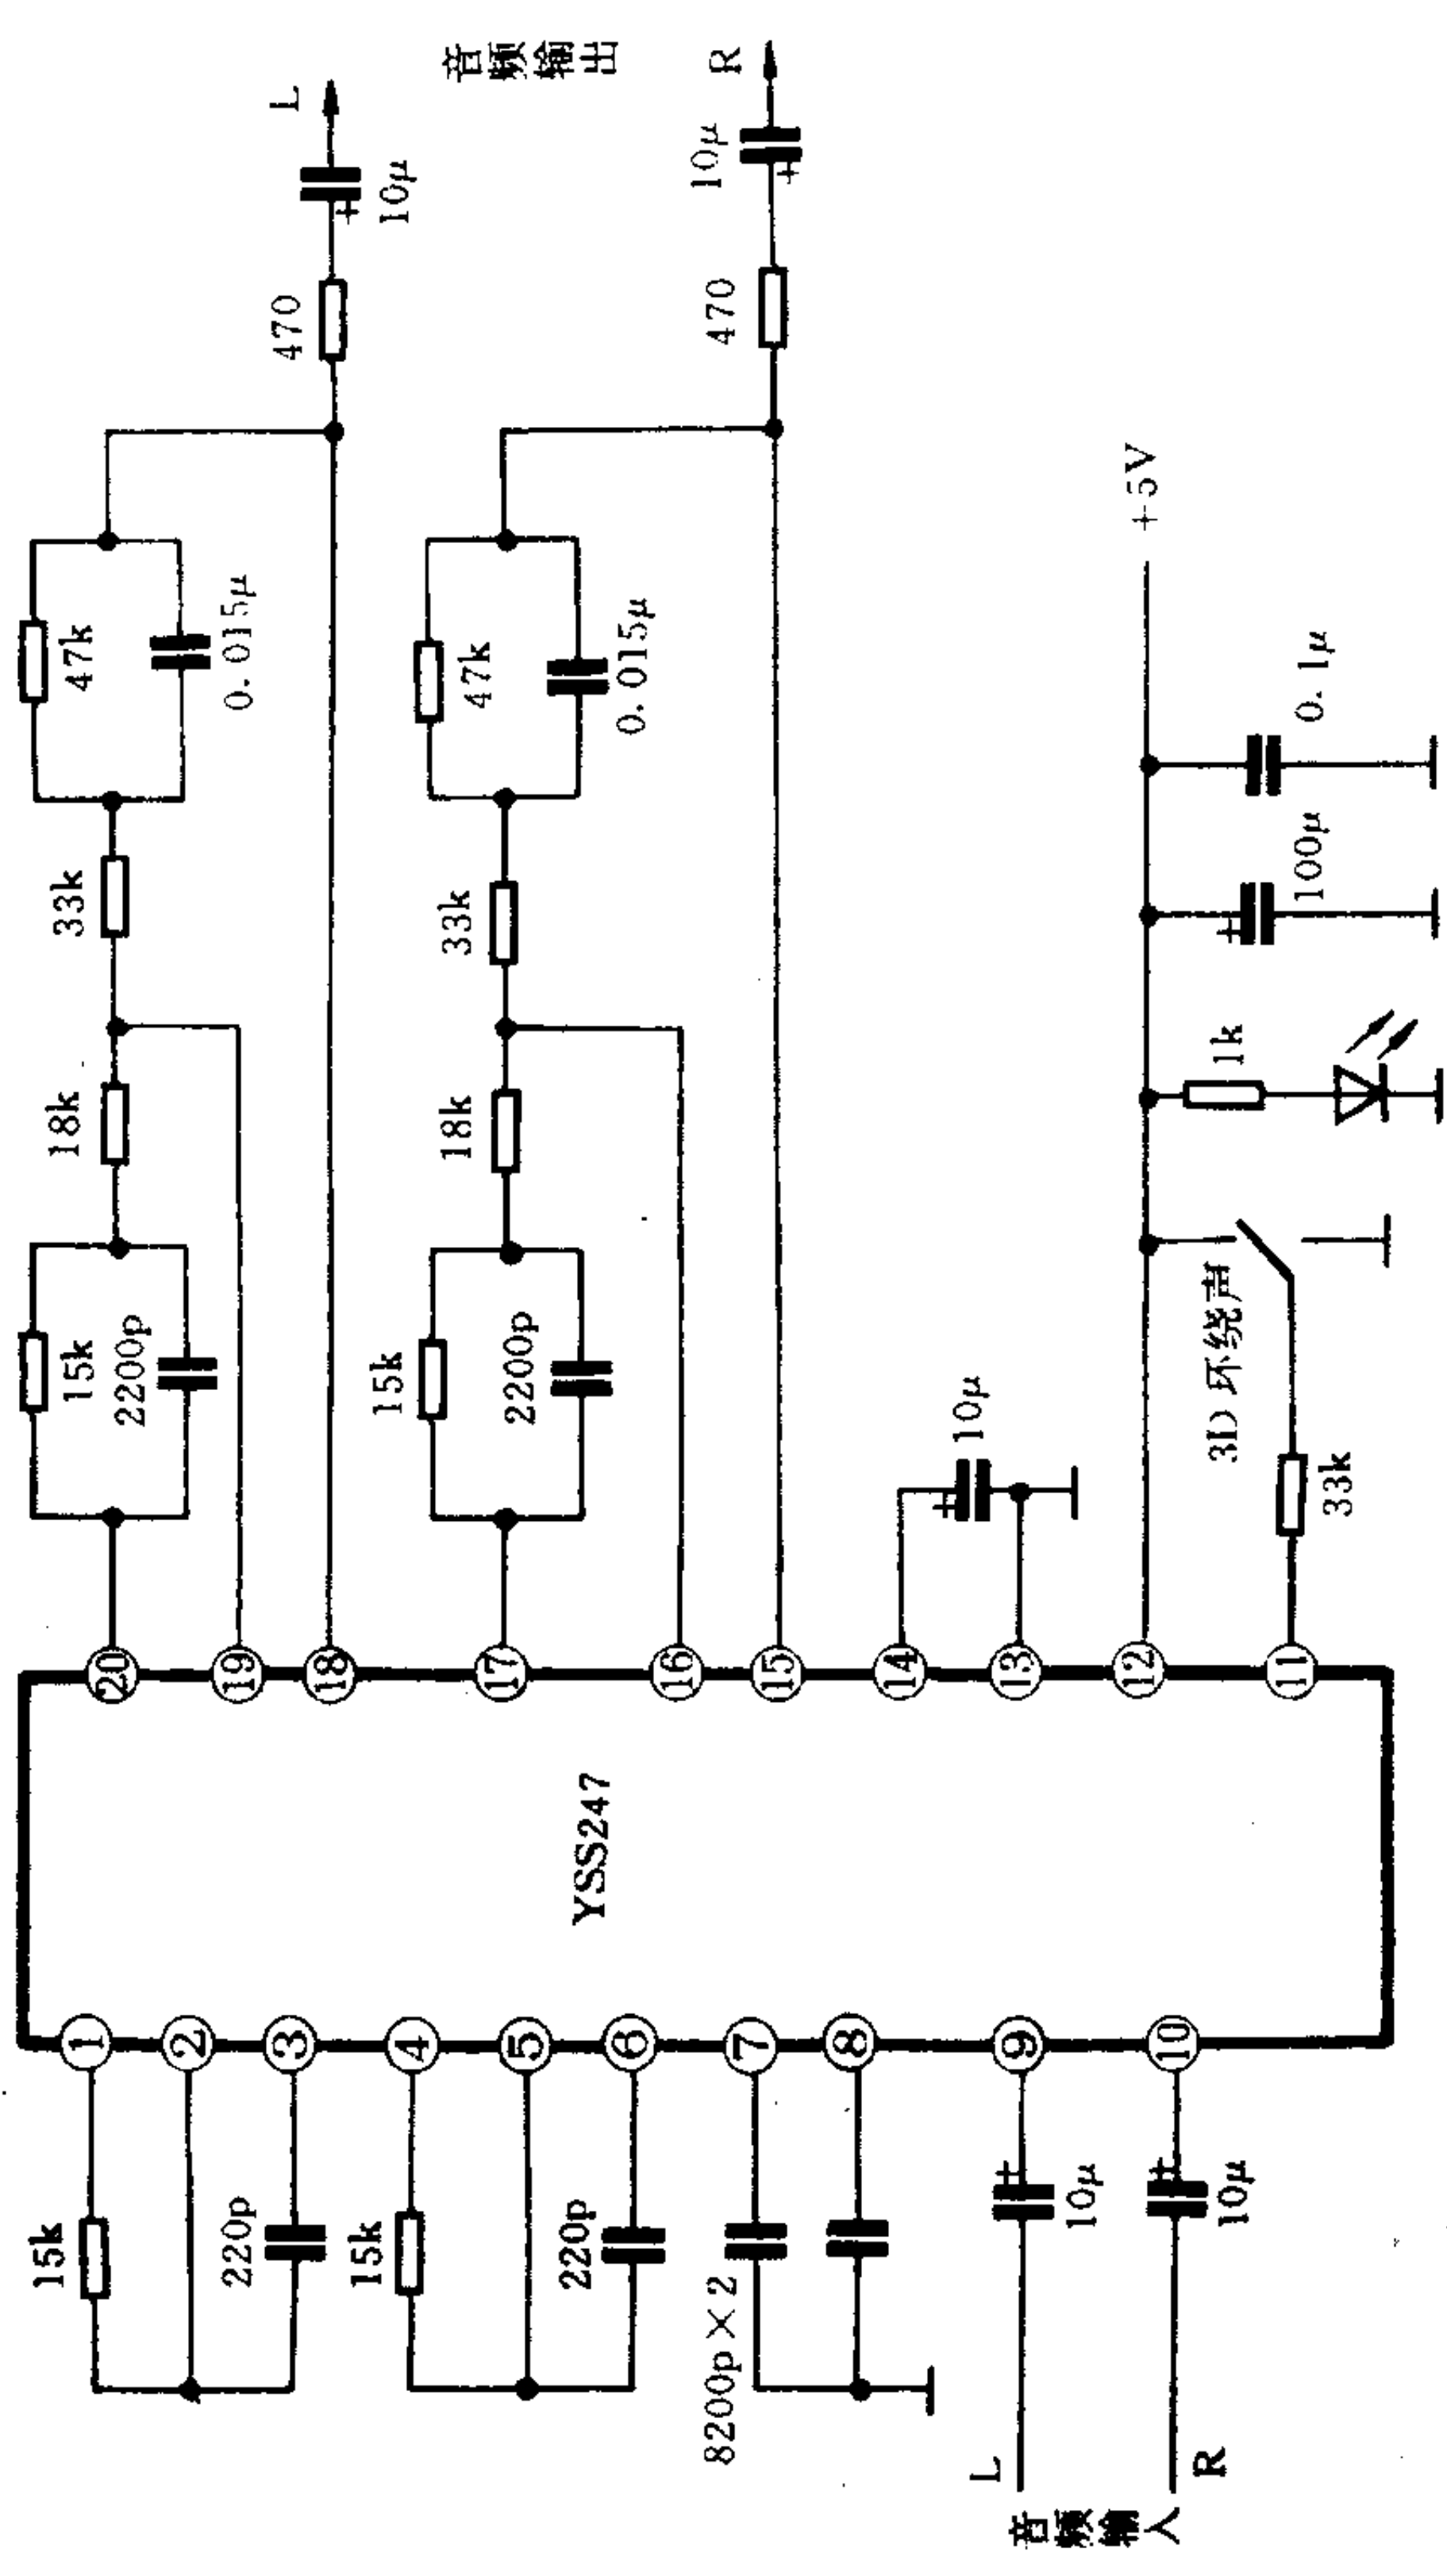 音频输入
L
R
15k
220p
15k
220p
8200p×2
10μ
10μ
①
②
③
④
⑤
⑥
⑦
⑧
⑨
⑩
YSS247
⑳
⑲
⑱
⑰
⑯
⑮
⑭
⑬
⑫
⑪
15k
2200p
18k
33k
47k
0.015μ
470
10μ
+
L
15k
2200p
18k
33k
47k
0.015μ
470
10μ
+
R
音频输出
10μ
+
33k
3D环绕声
1k
100μ
+
0.1μ
+5V
+
+